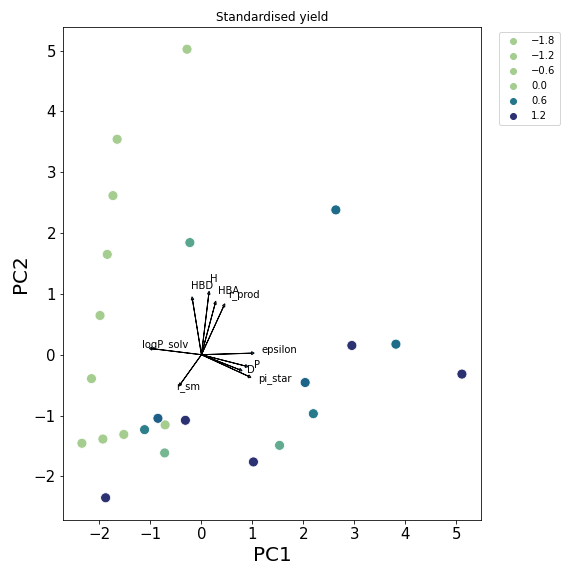 Standardised yield
−1.8
−1.2
−0.6
0.0
0.6
1.2
PC2
5
4
3
2
1
0
−1
−2
H
HBD
HBA
r_prod
logP_solv
epsilon
P
D
pi_star
r_sm
−2 −1 0 1 2 3 4 5
PC1